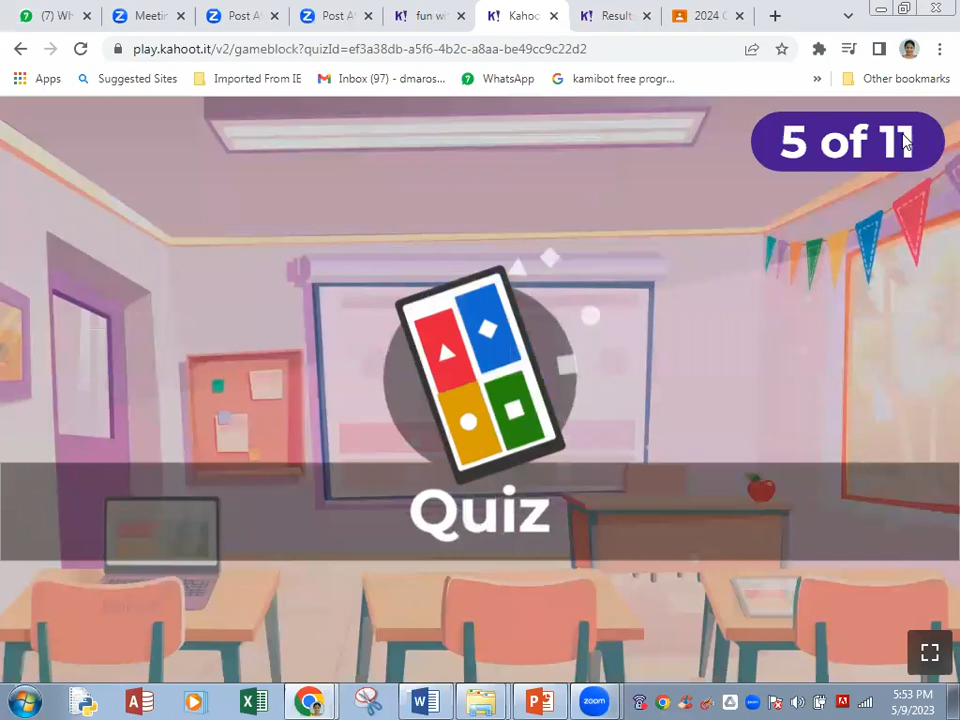 (7) Wh
Meetin
Post A
Post A
fun wi
Kahoo
Results
2024 C
play.kahoot.it/v2/gameblock?quizId=ef3a38db-a5f6-4b2c-a8aa-be49cc9c22d2
Apps
Suggested Sites
Imported From IE
Inbox (97) - dmaros...
WhatsApp
kamibot free progr...
»
Other bookmarks
5 of 11
Quiz
zoom
5:53 PM
5/9/2023